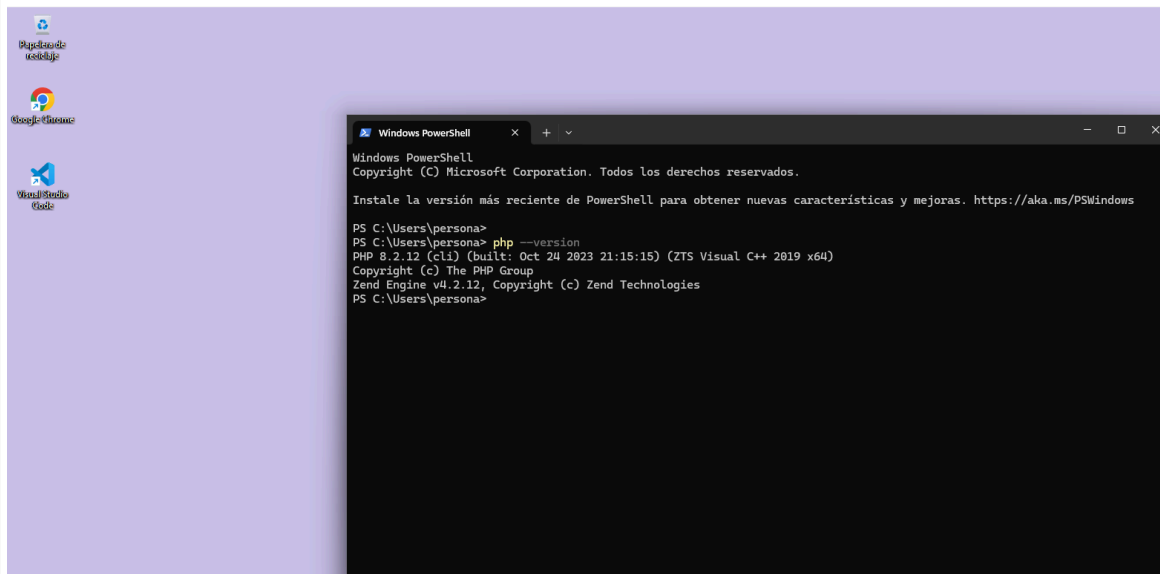 Papelera de
reciclaje
Google Chrome
Visual Studio
Code
Windows PowerShell
Windows PowerShell
Copyright (C) Microsoft Corporation. Todos los derechos reservados.
Instale la versión más reciente de PowerShell para obtener nuevas características y mejoras. https://aka.ms/PSWindows
PS C:\Users\persona>
PS C:\Users\persona> php --version
PHP 8.2.12 (cli) (built: Oct 24 2023 21:15:15) (ZTS Visual C++ 2019 x64)
Copyright (c) The PHP Group
Zend Engine v4.2.12, Copyright (c) Zend Technologies
PS C:\Users\persona>